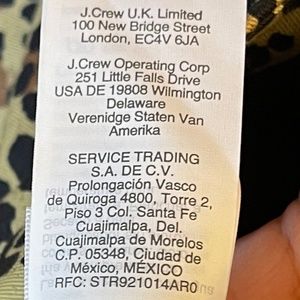 J.Crew U.K. Limited
100 New Bridge Street
London, EC4V 6JA
J.Crew Operating Corp
251 Little Falls Drive
USA DE 19808 Wilmington
Delaware
Verenidge Staten Van
Amerika
SERVICE TRADING
S.A. DE C.V.
Prolongación Vasco
de Quiroga 4800, Torre 2,
Piso 3 Col. Santa Fe
Cuajimalpa, Del.
Cuajimalpa de Morelos
C.P. 05348, Ciudad de
México, MÉXICO
RFC: STR921014AR0